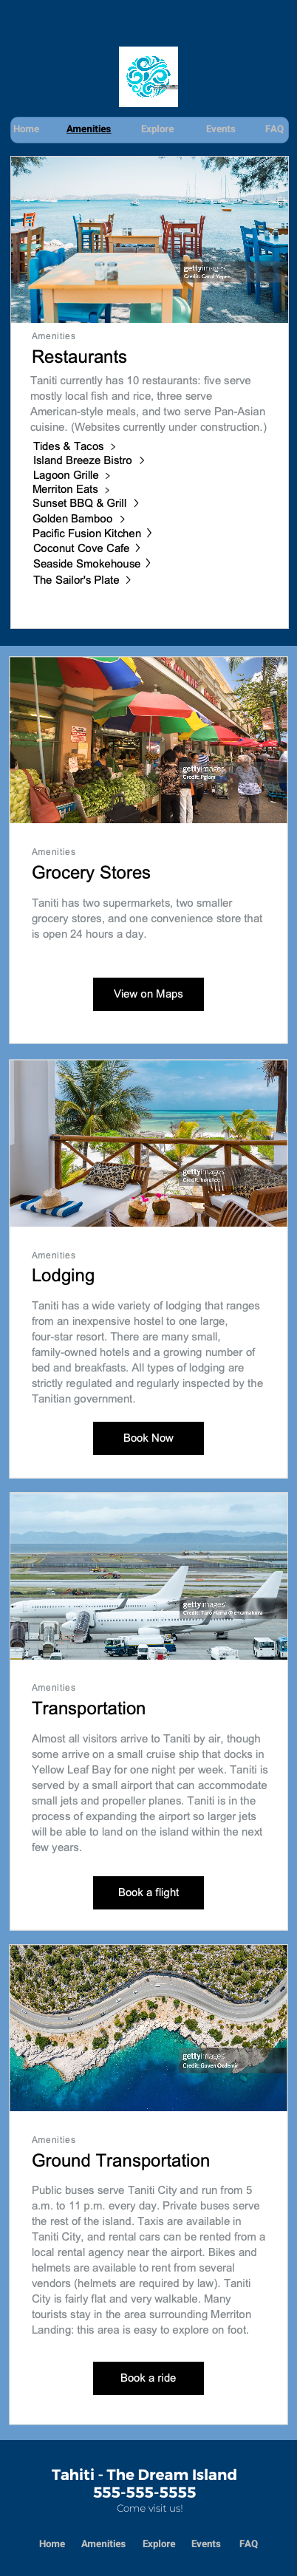 Home Amenities Explore Events FAQ
gettyimages
Amenities
Restaurants
Taniti currently has 10 restaurants: five serve
mostly local fish and rice, three serve
American-style meals, and two serve Pan-Asian
cuisine. (Websites currently under construction.)
Tides & Tacos >
Island Breeze Bistro >
Lagoon Grille >
Merriton Eats >
Sunset BBQ & Grill >
Golden Bamboo >
Pacific Fusion Kitchen >
Coconut Cove Cafe >
Seaside Smokehouse >
The Sailor's Plate >
gettyimages
Amenities
Grocery Stores
Taniti has two supermarkets, two smaller
grocery stores, and one convenience store that
is open 24 hours a day.
View on Maps
gettyimages
Amenities
Lodging
Taniti has a wide variety of lodging that ranges
from an inexpensive hostel to one large,
four-star resort. There are many small,
family-owned hotels and a growing number of
bed and breakfasts. All types of lodging are
strictly regulated and regularly inspected by the
Tanitian government.
Book Now
gettyimages
Amenities
Transportation
Almost all visitors arrive to Taniti by air, though
some arrive on a small cruise ship that docks in
Yellow Leaf Bay for one night per week. Taniti is
served by a small airport that can accommodate
small jets and propeller planes. Taniti is in the
process of expanding the airport so larger jets
will be able to land on the island within the next
few years.
Book a flight
gettyimages
Credit: Guven Ozdemir
Amenities
Ground Transportation
Public buses serve Taniti City and run from 5
a.m. to 11 p.m. every day. Private buses serve
the rest of the island. Taxis are available in
Taniti City, and rental cars can be rented from a
local rental agency near the airport. Bikes and
helmets are available to rent from several
vendors (helmets are required by law). Taniti
City is fairly flat and very walkable. Many
tourists stay in the area surrounding Merriton
Landing: this area is easy to explore on foot.
Book a ride
Tahiti - The Dream Island
555-555-5555
Come visit us!
Home Amenities Explore Events FAQ